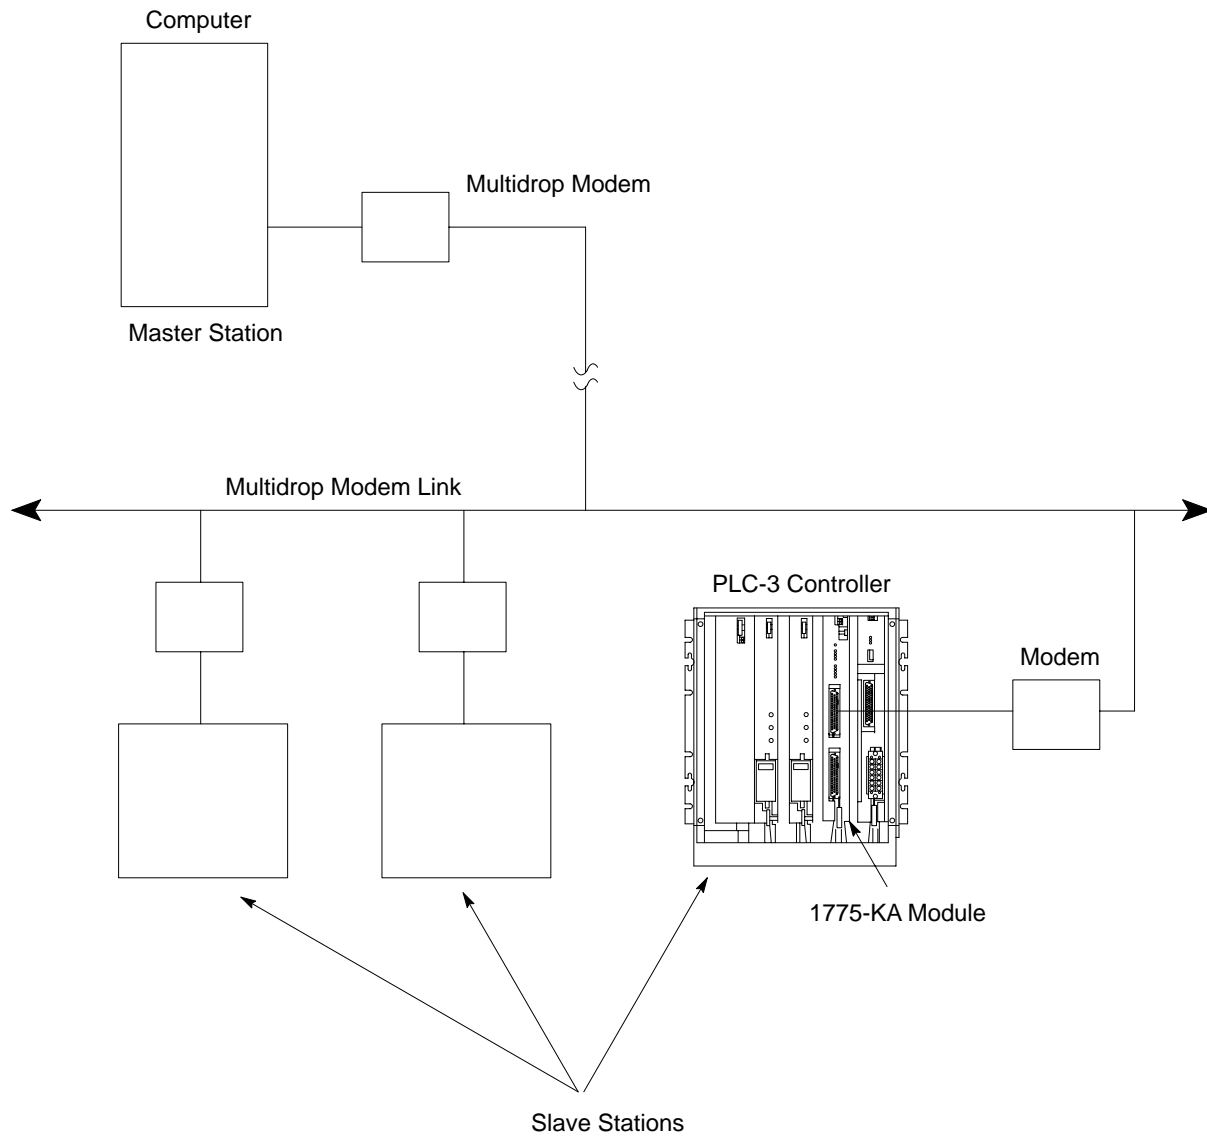 Computer
Multidrop Modem
Master Station
Multidrop Modem Link
PLC-3 Controller
Modem
1775-KA Module
Slave Stations